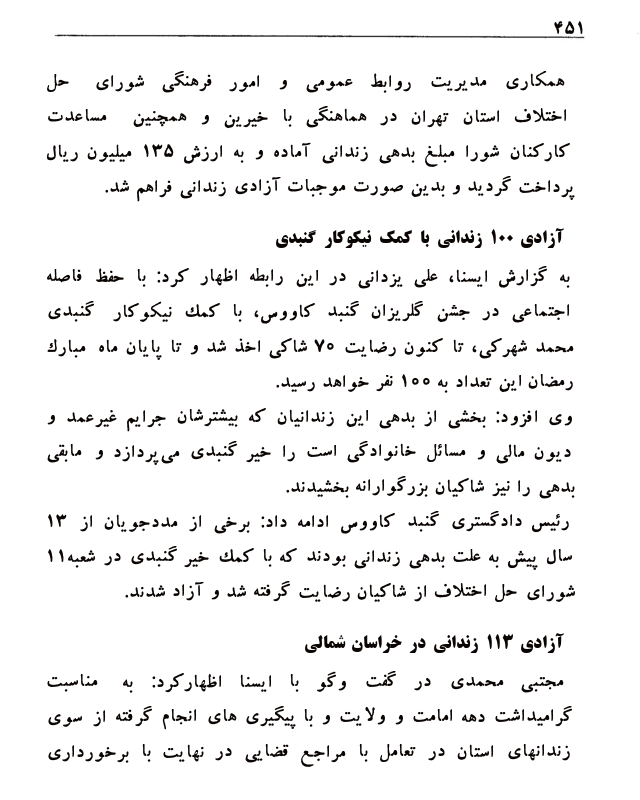 ۴۵۱
همکاری مدیریت روابط عمومی و امور فرهنگی شورای حل
اختلاف استان تهران در هماهنگی با خیرین و همچنین مساعدت
کارکنان شورا مبلغ بدهی زندانی آماده و به ارزش ۱۳۵ میلیون ریال
پرداخت گردید و بدین صورت موجبات آزادی زندانی فراهم شد.
آزادی ۱۰۰ زندانی با کمک نیکوکار گنبدی
به گزارش ایسنا، علی یزدانی در این رابطه اظهار کرد: با حفظ فاصله
اجتماعی در جشن گلریزان گنبد کاووس، با کمك نیکوکار گنبدی
محمد شهرکی، تا کنون رضایت ۷۰ شاکی اخذ شد و تا پایان ماه مبارك
رمضان این تعداد به ۱۰۰ نفر خواهد رسید.
وی افزود: بخشی از بدهی این زندانیان که بیشترشان جرایم غیرعمد و
دیون مالی و مسائل خانوادگی است را خیر گنبدی می‌پردازد و مابقی
بدهی را نیز شاکیان بزرگوارانه بخشیدند.
رئیس دادگستری گنبد کاووس ادامه داد: برخی از مددجویان از ۱۳
سال پیش به علت بدهی زندانی بودند که با کمك خیر گنبدی در شعبه۱۱
شورای حل اختلاف از شاکیان رضایت گرفته شد و آزاد شدند.
آزادی ۱۱۳ زندانی در خراسان شمالی
مجتبی محمدی در گفت وگو با ایسنا اظهارکرد: به مناسبت
گرامیداشت دهه امامت و ولایت و با پیگیری های انجام گرفته از سوی
زندانهای استان در تعامل با مراجع قضایی در نهایت با برخورداری